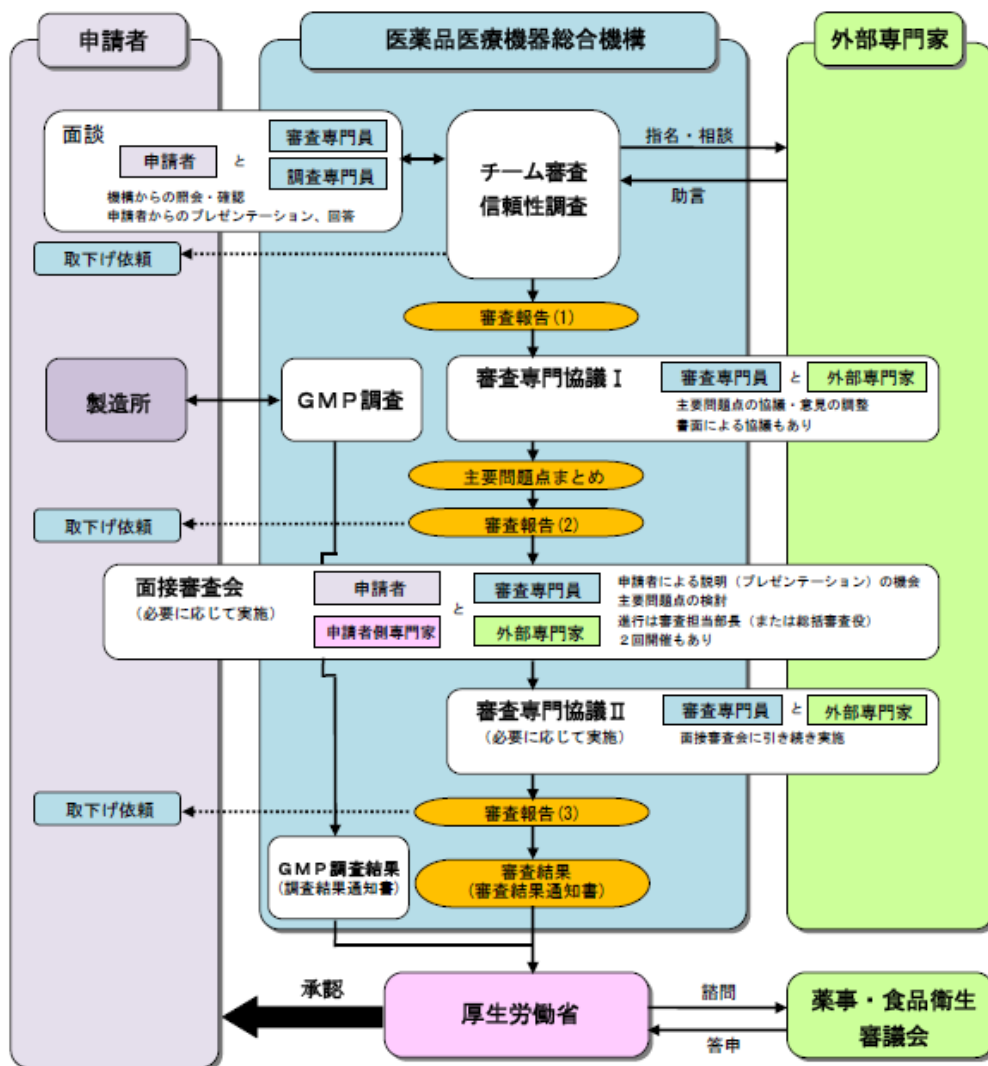 申請者
医薬品医療機器総合機構
外部専門家
面談
申請者
と
審査専門員
調査専門員
機構からの照会・確認
申請者からのプレゼンテーション、回答
チーム審査
信頼性調査
指名・相談
助言
取下げ依頼
審査報告(1)
製造所
GMP調査
審査専門協議Ⅰ
審査専門員
と
外部専門家
主要問題点の協議・意見の調整
書面による協議もあり
主要問題点まとめ
取下げ依頼
審査報告(2)
面接審査会
(必要に応じて実施)
申請者
申請者側専門家
と
審査専門員
外部専門家
申請者による説明(プレゼンテーション)の機会
主要問題点の検討
進行は審査担当部長(または総括審査役)
2回開催もあり
審査専門協議Ⅱ
(必要に応じて実施)
審査専門員
と
外部専門家
面接審査会に引き続き実施
取下げ依頼
審査報告(3)
GMP調査結果
(調査結果通知書)
審査結果
(審査結果通知書)
承認
厚生労働省
諮問
答申
薬事・食品衛生
審議会